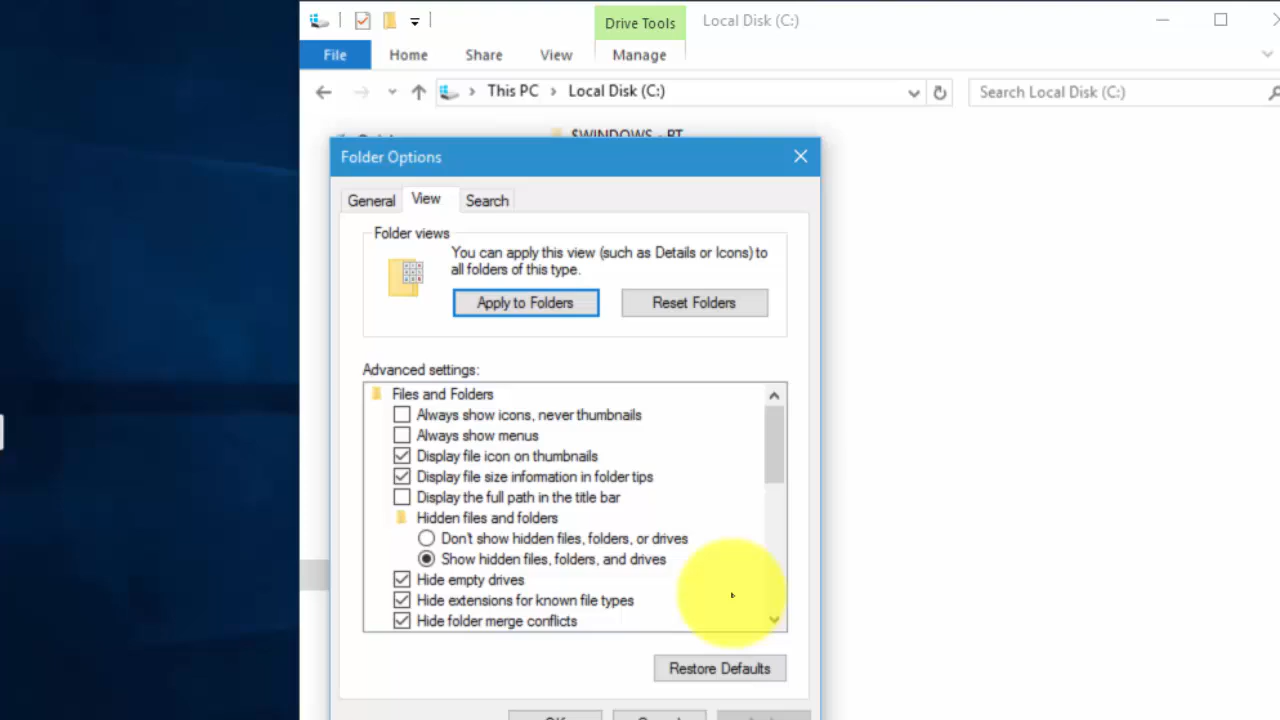 Drive Tools
Local Disk (C:)
File
Home
Share
View
Manage
This PC
Local Disk (C:)
Search Local Disk (C:)
Folder Options
General
View
Search
Folder views
You can apply this view (such as Details or Icons) to
all folders of this type.
Apply to Folders
Reset Folders
Advanced settings:
Files and Folders
Always show icons, never thumbnails
Always show menus
Display file icon on thumbnails
Display file size information in folder tips
Display the full path in the title bar
Hidden files and folders
Don't show hidden files, folders, or drives
Show hidden files, folders, and drives
Hide empty drives
Hide extensions for known file types
Hide folder merge conflicts
Restore Defaults